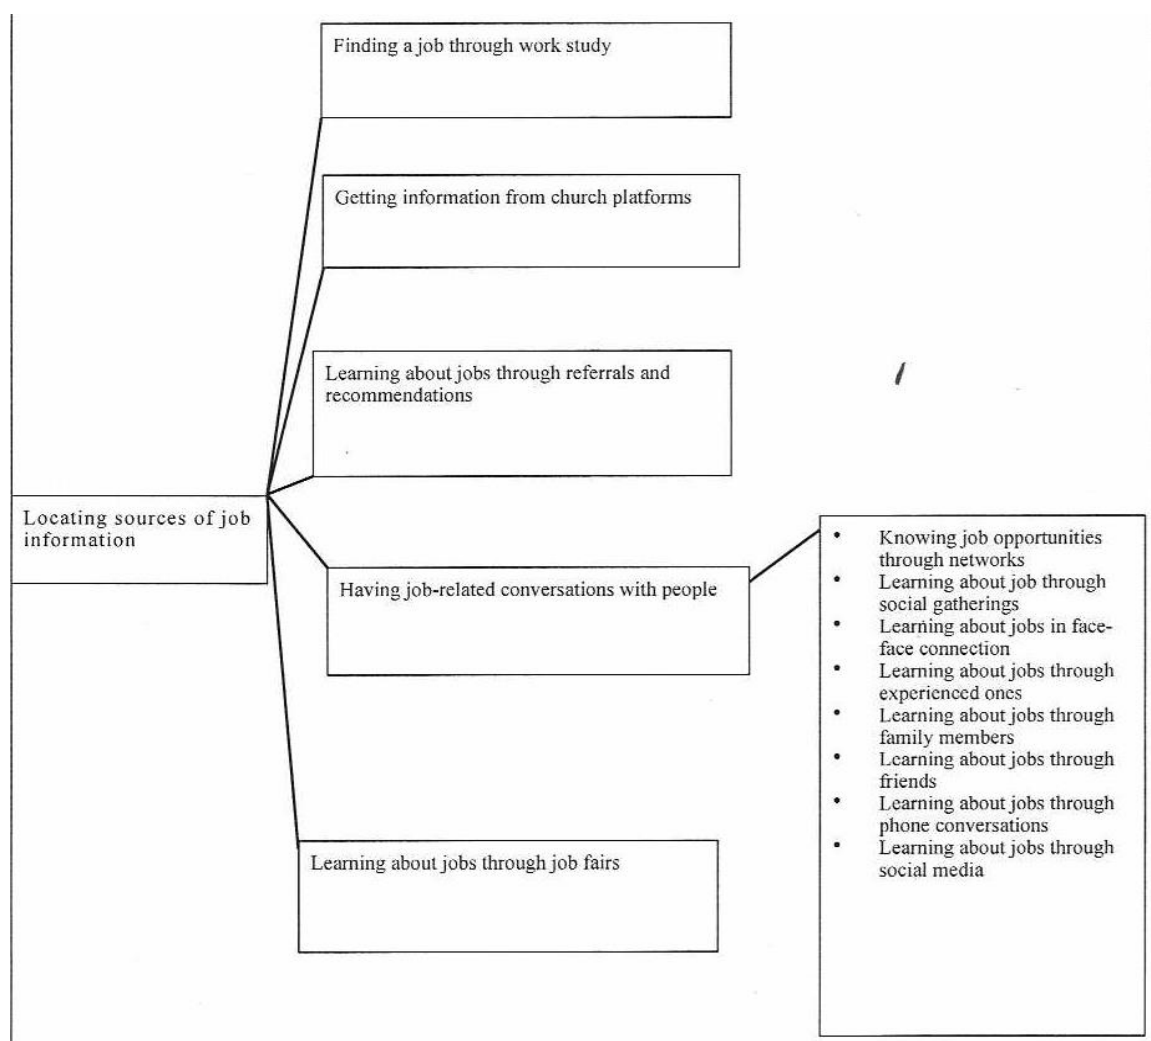 Finding a job through work study
Getting information from church platforms
Learning about jobs through referrals and
recommendations
Locating sources of job
information
Having job-related conversations with people
• Knowing job opportunities
through networks
• Learning about job through
social gatherings
• Learning about jobs in face-
face connection
• Learning about jobs through
experienced ones
• Learning about jobs through
family members
• Learning about jobs through
friends
• Learning about jobs through
phone conversations
• Learning about jobs through
social media
Learning about jobs through job fairs